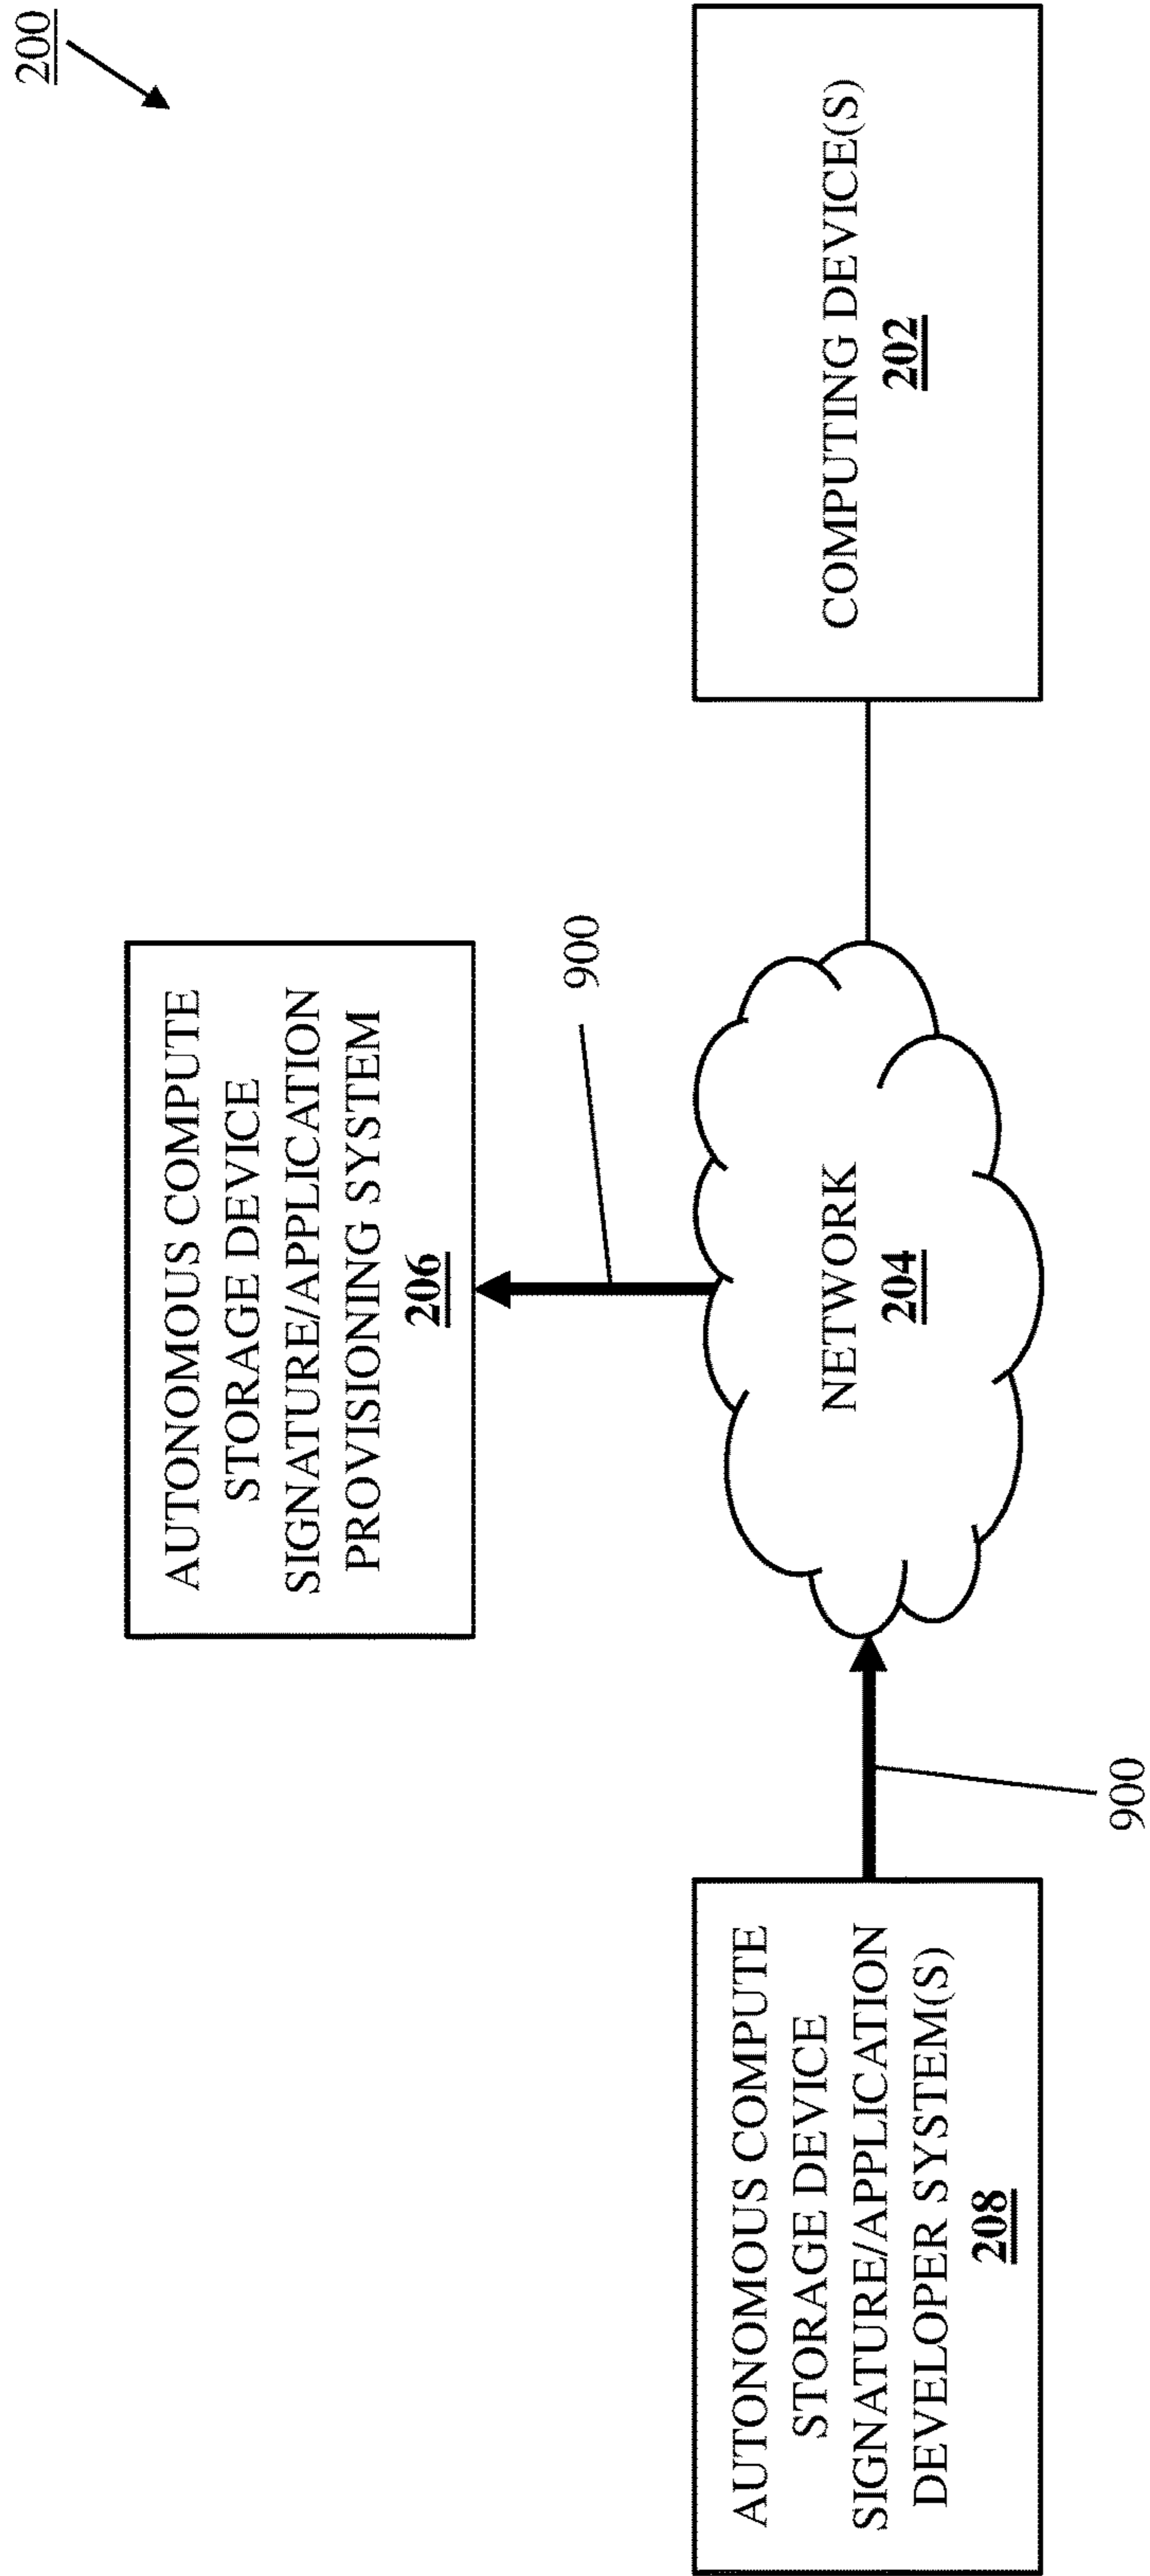 200
AUTONOMOUS COMPUTE
STORAGE DEVICE
SIGNATURE/APPLICATION
PROVISIONING SYSTEM
206
900
AUTONOMOUS COMPUTE
STORAGE DEVICE
SIGNATURE/APPLICATION
DEVELOPER SYSTEM(S)
208
900
NETWORK
204
COMPUTING DEVICE(S)
202